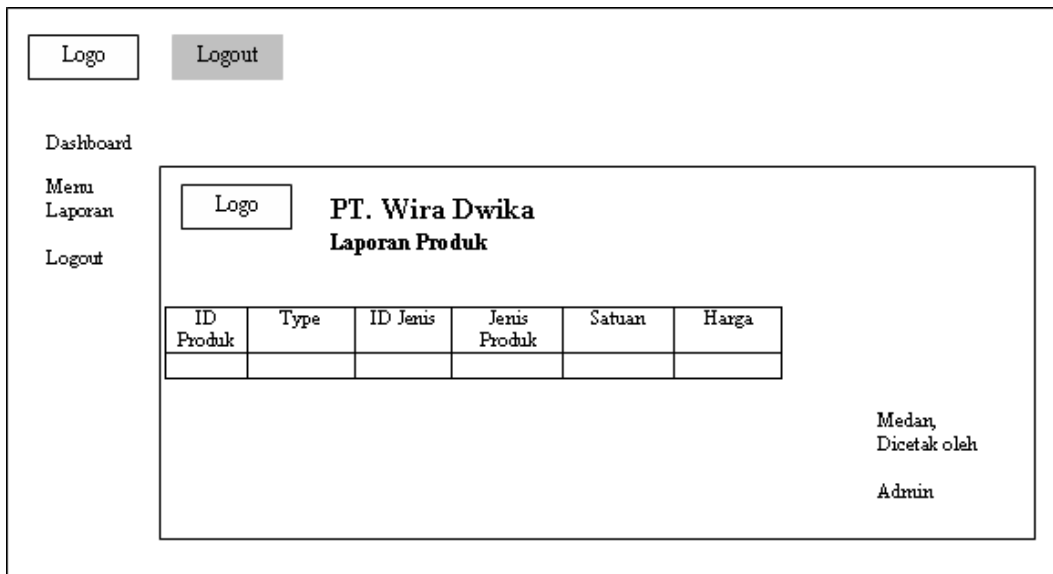 Logo
Logout
Dashboard
Menu
Laporan
Logout
Logo
PT. Wira Dwika
Laporan Produk
ID
Produk
Type
ID Jenis
Jenis
Produk
Satuan
Harga
Medan,
Dicetak oleh
Admin